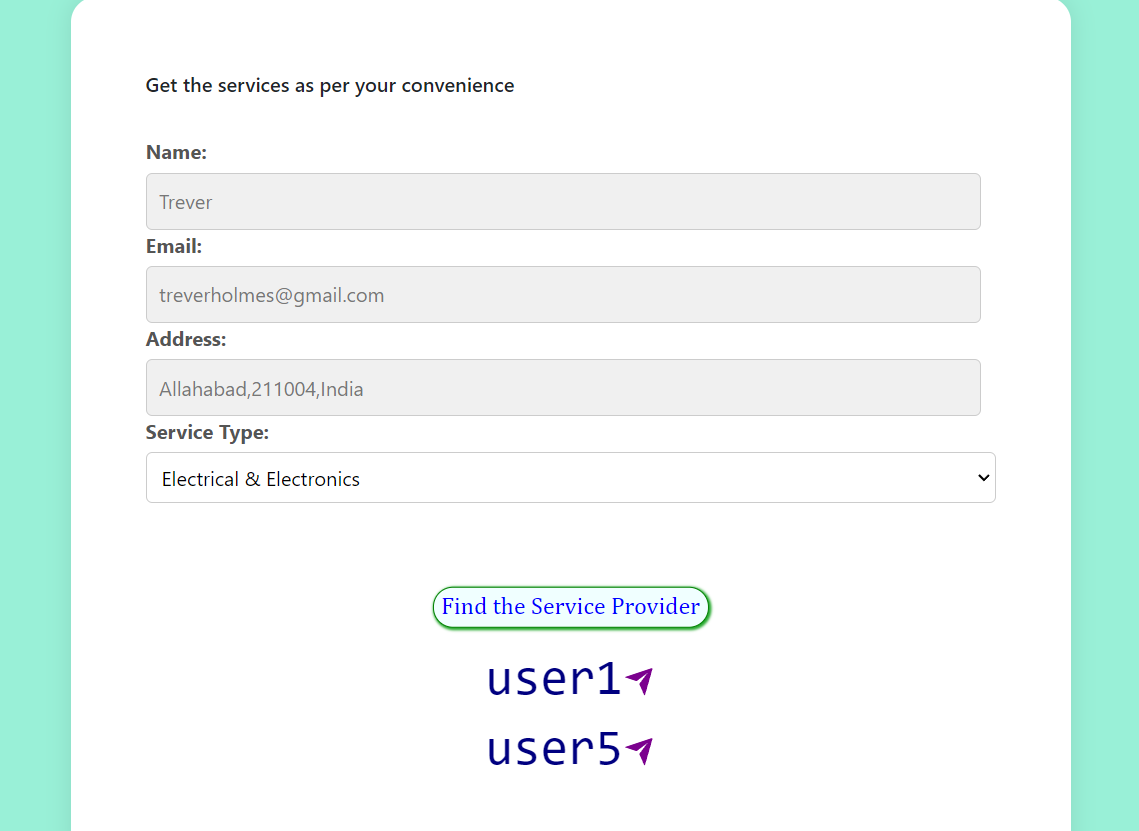 Get the services as per your convenience
Name:
Trever
Email:
treverholmes@gmail.com
Address:
Allahabad,211004,India
Service Type:
Electrical & Electronics
Find the Service Provider
user1
user5